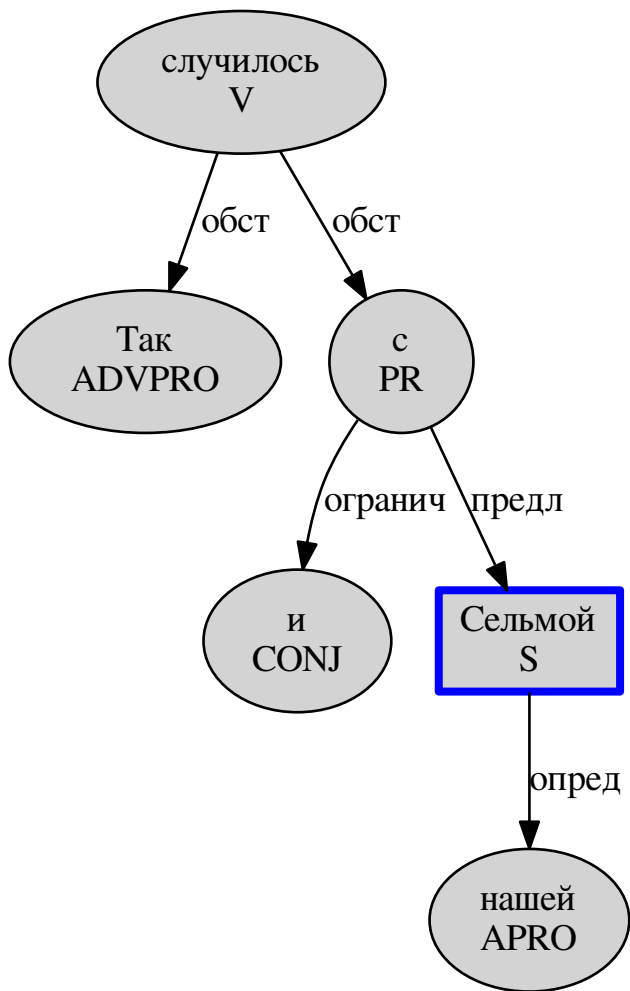 случилось
V
обст
обст
Так
ADVPRO
с
PR
огранич
предл
и
CONJ
Сельмой
S
опред
нашей
APRO